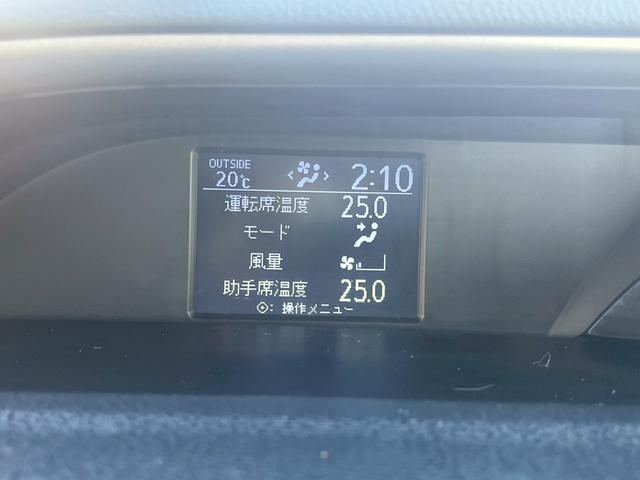 OUTSIDE
20℃ 2:10
運転席温度 25.0
モード
風量
助手席温度 25.0
: 操作メニュー